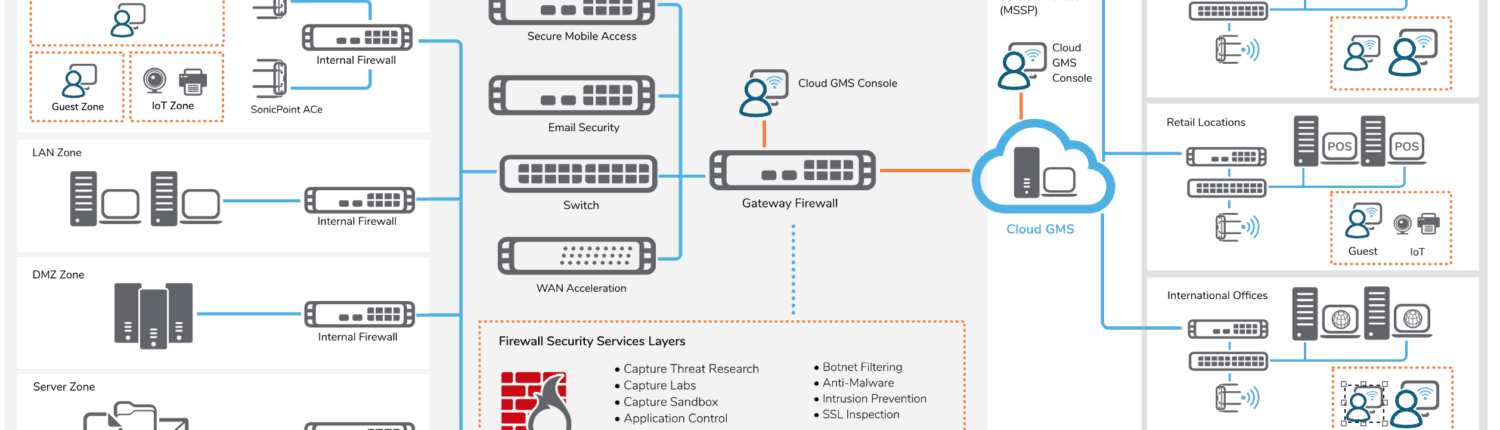 Guest Zone
IoT Zone
SonicPoint ACe
Internal Firewall
LAN Zone
Internal Firewall
DMZ Zone
Internal Firewall
Server Zone
Secure Mobile Access
Email Security
Switch
WAN Acceleration
Cloud GMS Console
Gateway Firewall
Firewall Security Services Layers
• Capture Threat Research
• Capture Labs
• Capture Sandbox
• Application Control
• Botnet Filtering
• Anti-Malware
• Intrusion Prevention
• SSL Inspection
(MSSP)
Cloud
GMS
Console
Cloud GMS
Retail Locations
POS
POS
Guest
IoT
International Offices